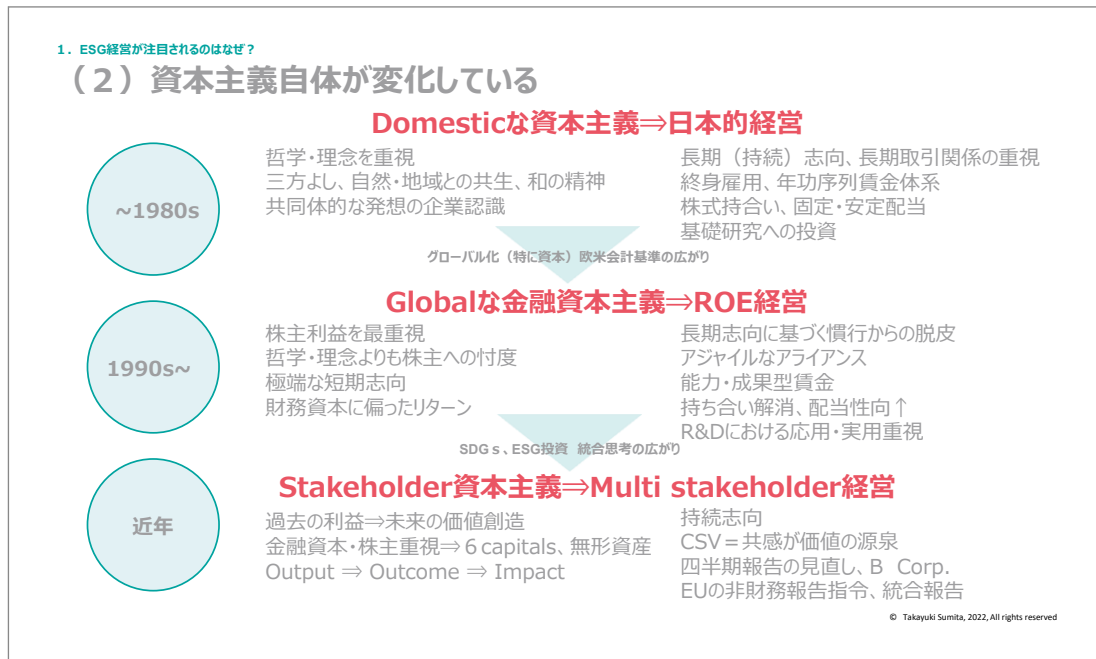 １．ESG経営が注目されるのはなぜ？
（２）資本主義自体が変化している
Domesticな資本主義⇒日本的経営
~1980s
哲学・理念を重視
三方よし、自然・地域との共生、和の精神
共同体的な発想の企業認識
長期（持続）志向、長期取引関係の重視
終身雇用、年功序列賃金体系
株式持合い、固定・安定配当
基礎研究への投資
グローバル化（特に資本）欧米会計基準の広がり
Globalな金融資本主義⇒ROE経営
1990s~
株主利益を最重視
哲学・理念よりも株主への忖度
極端な短期志向
財務資本に偏ったリターン
長期志向に基づく慣行からの脱皮
アジャイルなアライアンス
能力・成果型賃金
持ち合い解消、配当性向↑
R&Dにおける応用・実用重視
SDGｓ、ESG投資 統合思考の広がり
Stakeholder資本主義⇒Multi stakeholder経営
近年
過去の利益⇒未来の価値創造
金融資本・株主重視⇒６capitals、無形資産
Output ⇒ Outcome ⇒ Impact
持続志向
CSV＝共感が価値の源泉
四半期報告の見直し、B Corp.
EUの非財務報告指令、統合報告
© Takayuki Sumita, 2022, All rights reserved